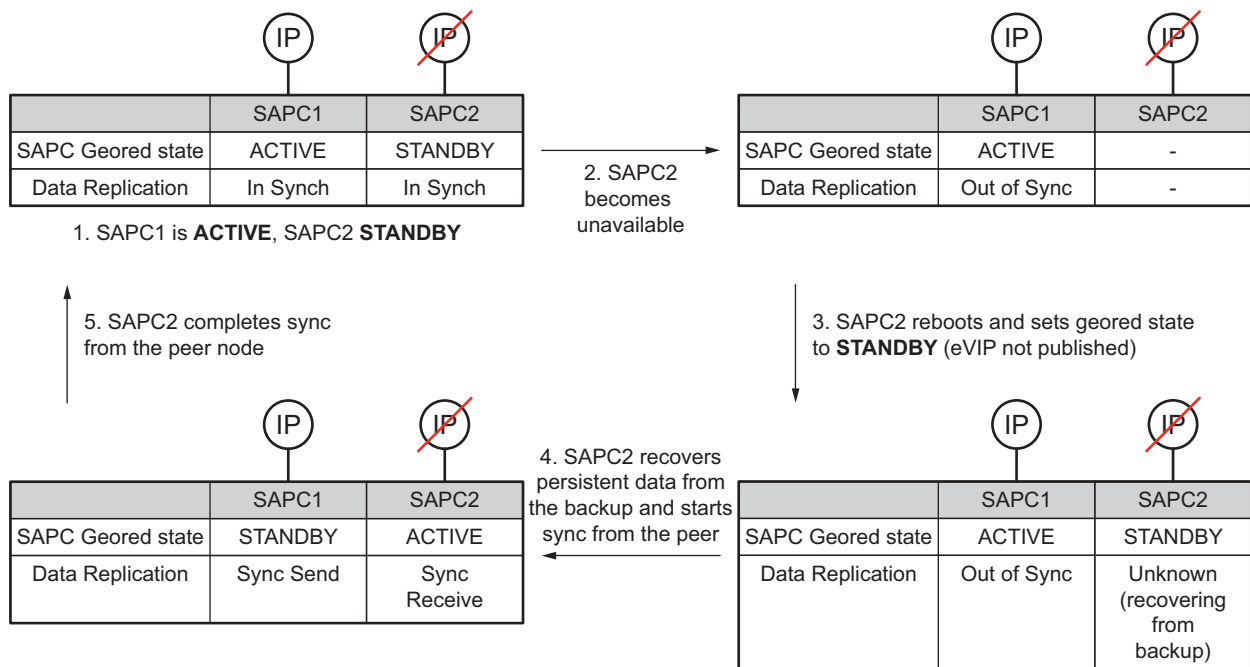 IP
IP
SAPC1
SAPC2
SAPC Geored state
ACTIVE
STANDBY
Data Replication
In Synch
In Synch
1. SAPC1 is ACTIVE, SAPC2 STANDBY
2. SAPC2
becomes
unavailable
IP
IP
SAPC1
SAPC2
SAPC Geored state
ACTIVE
-
Data Replication
Out of Sync
-
3. SAPC2 reboots and sets geored state
to STANDBY (eVIP not published)
IP
IP
SAPC1
SAPC2
SAPC Geored state
ACTIVE
STANDBY
Data Replication
Out of Sync
Unknown
(recovering
from
backup)
4. SAPC2 recovers
persistent data from
the backup and starts
sync from the peer
IP
IP
SAPC1
SAPC2
SAPC Geored state
STANDBY
ACTIVE
Data Replication
Sync Send
Sync
Receive
5. SAPC2 completes sync
from the peer node